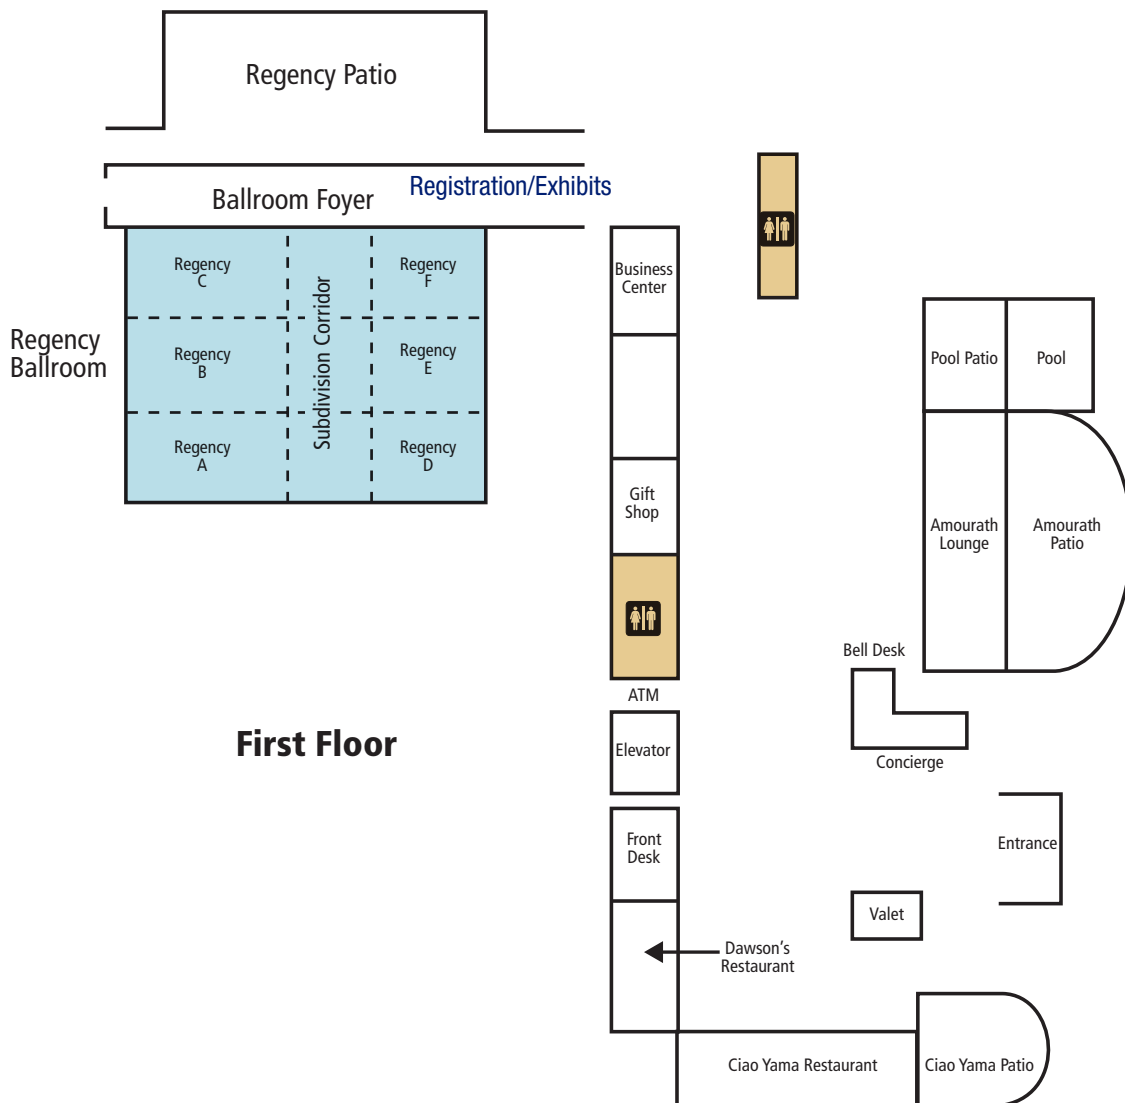 Regency Patio
Registration/Exhibits
Ballroom Foyer
Regency
C
Subdivision Corridor
Regency
F
Business
Center
Regency
Ballroom
Regency
B
Regency
E
Pool Patio
Pool
Regency
A
Regency
D
Gift
Shop
Amourath
Lounge
Amourath
Patio
Bell Desk
ATM
First Floor
Elevator
Concierge
Front
Desk
Entrance
Valet
Dawson's
Restaurant
Ciao Yama Restaurant
Ciao Yama Patio